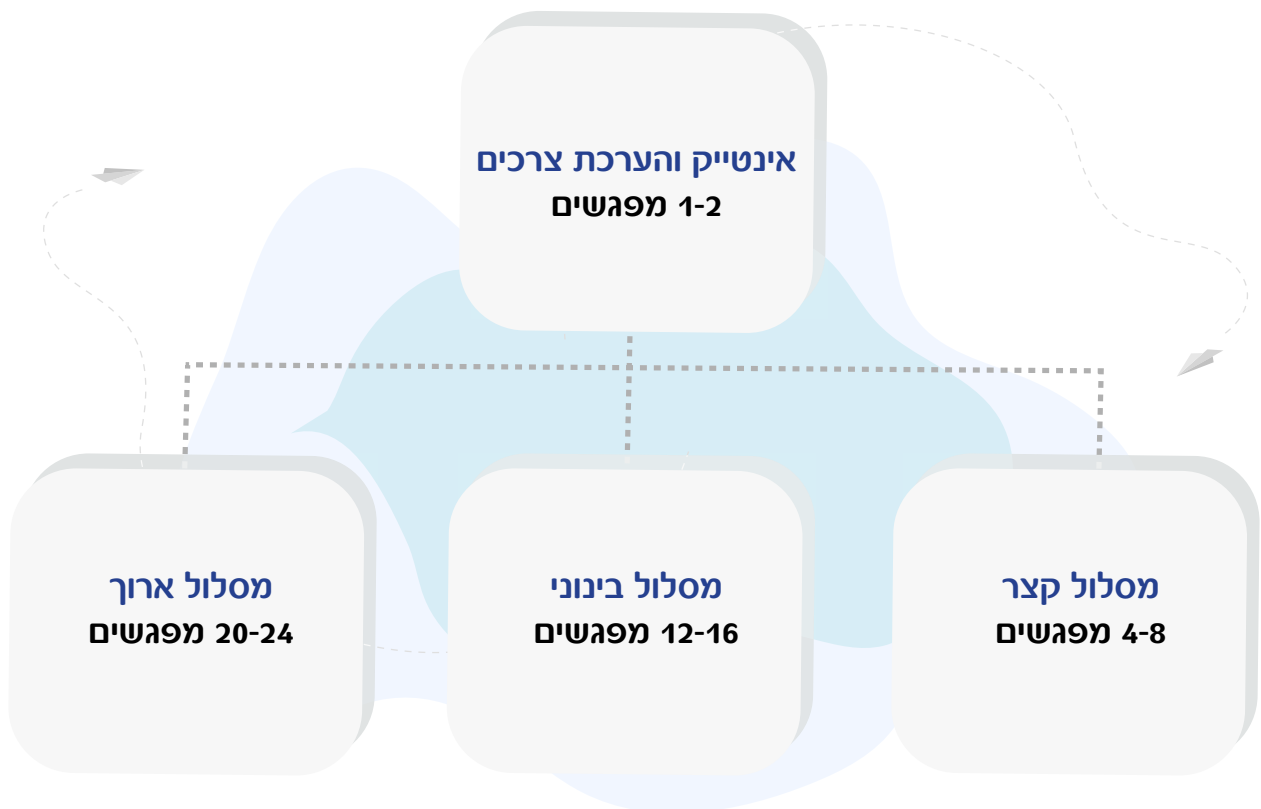 אינטייק והערכת צרכים
1-2 מפגשים
מסלול קצר
4-8 מפגשים
מסלול בינוני
12-16 מפגשים
מסלול ארוך
20-24 מפגשים